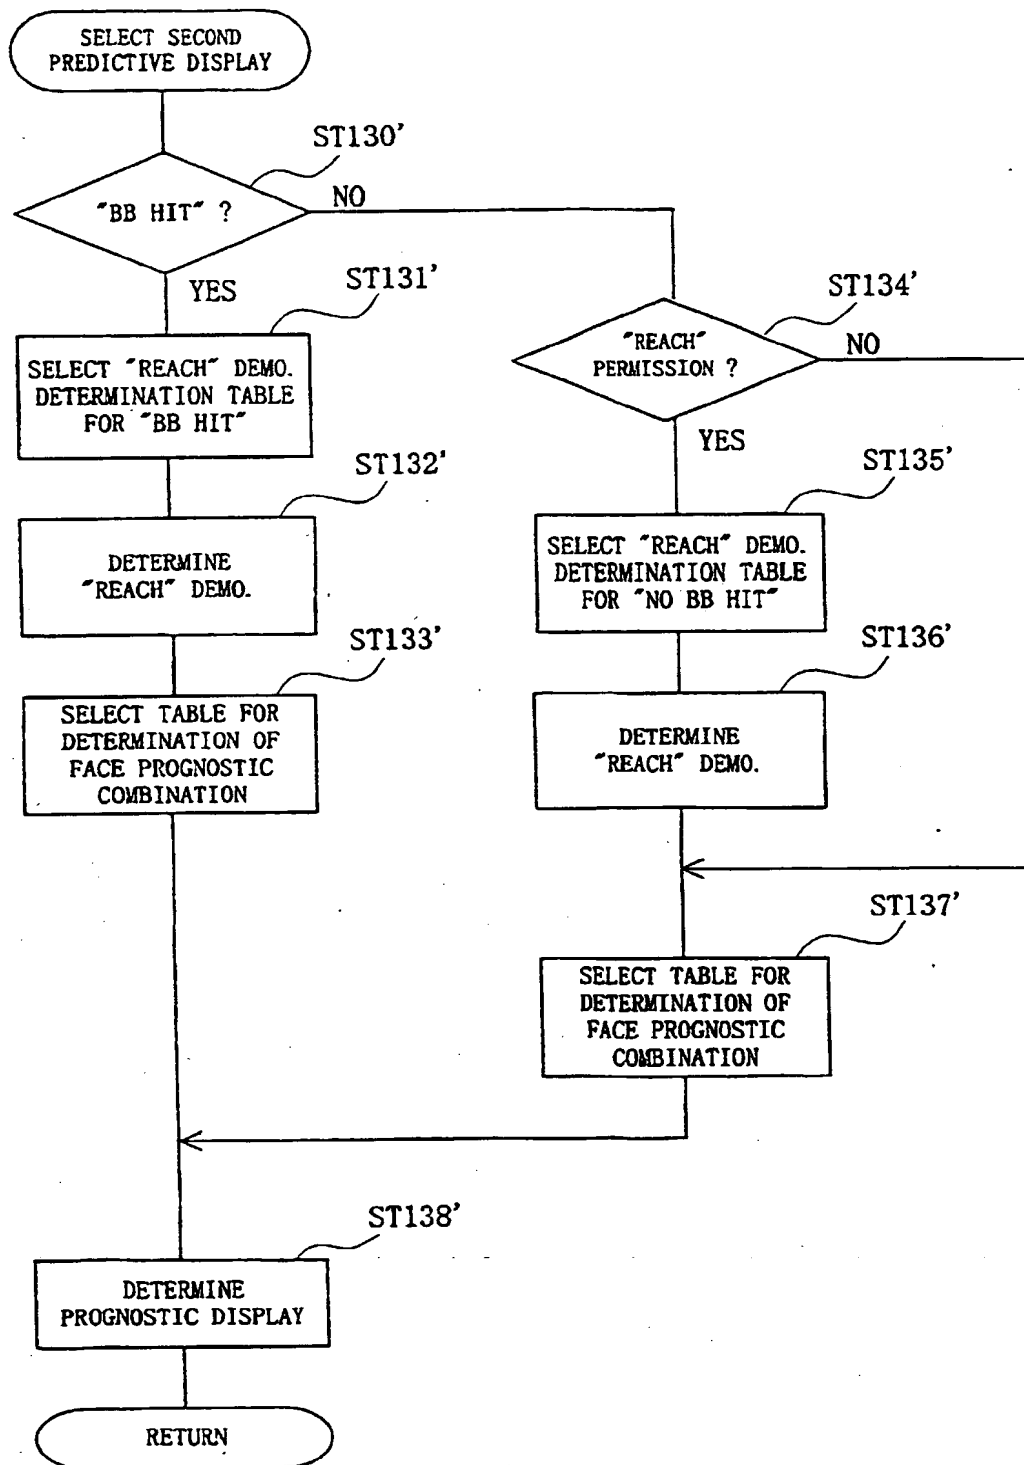 SELECT SECOND
PREDICTIVE DISPLAY
ST130'
"BB HIT" ?
NO
YES
ST131'
SELECT "REACH" DEMO.
DETERMINATION TABLE
FOR "BB HIT"
ST132'
DETERMINE
"REACH" DEMO.
ST133'
SELECT TABLE FOR
DETERMINATION OF
FACE PROGNOSTIC
COMBINATION
ST134'
"REACH"
PERMISSION ?
NO
YES
ST135'
SELECT "REACH" DEMO.
DETERMINATION TABLE
FOR "NO BB HIT"
ST136'
DETERMINE
"REACH" DEMO.
ST137'
SELECT TABLE FOR
DETERMINATION OF
FACE PROGNOSTIC
COMBINATION
ST138'
DETERMINE
PROGNOSTIC DISPLAY
RETURN